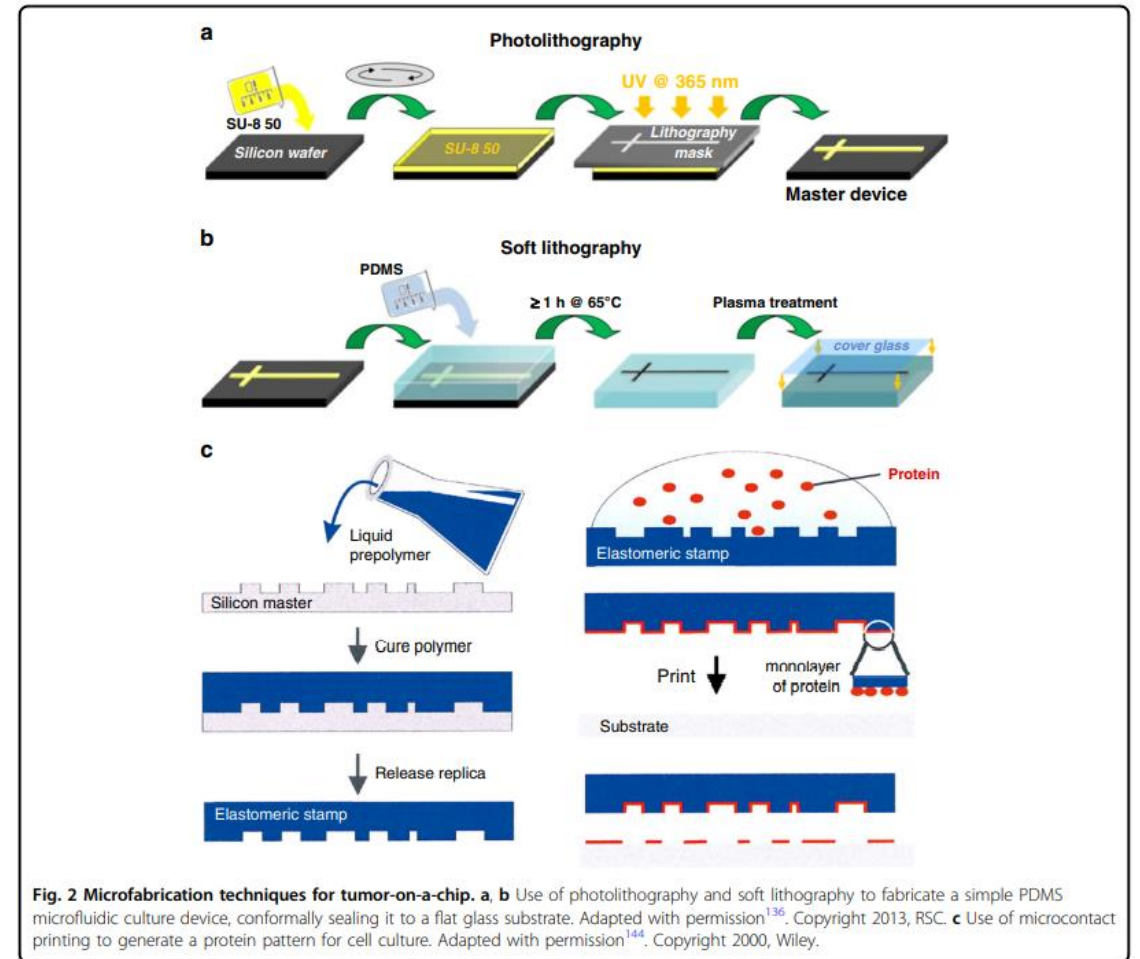 a
Photolithography
UV @ 365 nm
SU-8 50
Silicon wafer
SU-8 50
Lithography
mask
Master device
b
Soft lithography
PDMS
≥ 1 h @ 65°C
Plasma treatment
cover glass
c
Liquid
prepolymer
Silicon master
Cure polymer
Release replica
Elastomeric stamp
Protein
Elastomeric stamp
Print
monolayer
of protein
Substrate
Fig. 2 Microfabrication techniques for tumor-on-a-chip. a, b Use of photolithography and soft lithography to fabricate a simple PDMS
microfluidic culture device, conformally sealing it to a flat glass substrate. Adapted with permission136. Copyright 2013, RSC. c Use of microcontact
printing to generate a protein pattern for cell culture. Adapted with permission144. Copyright 2000, Wiley.